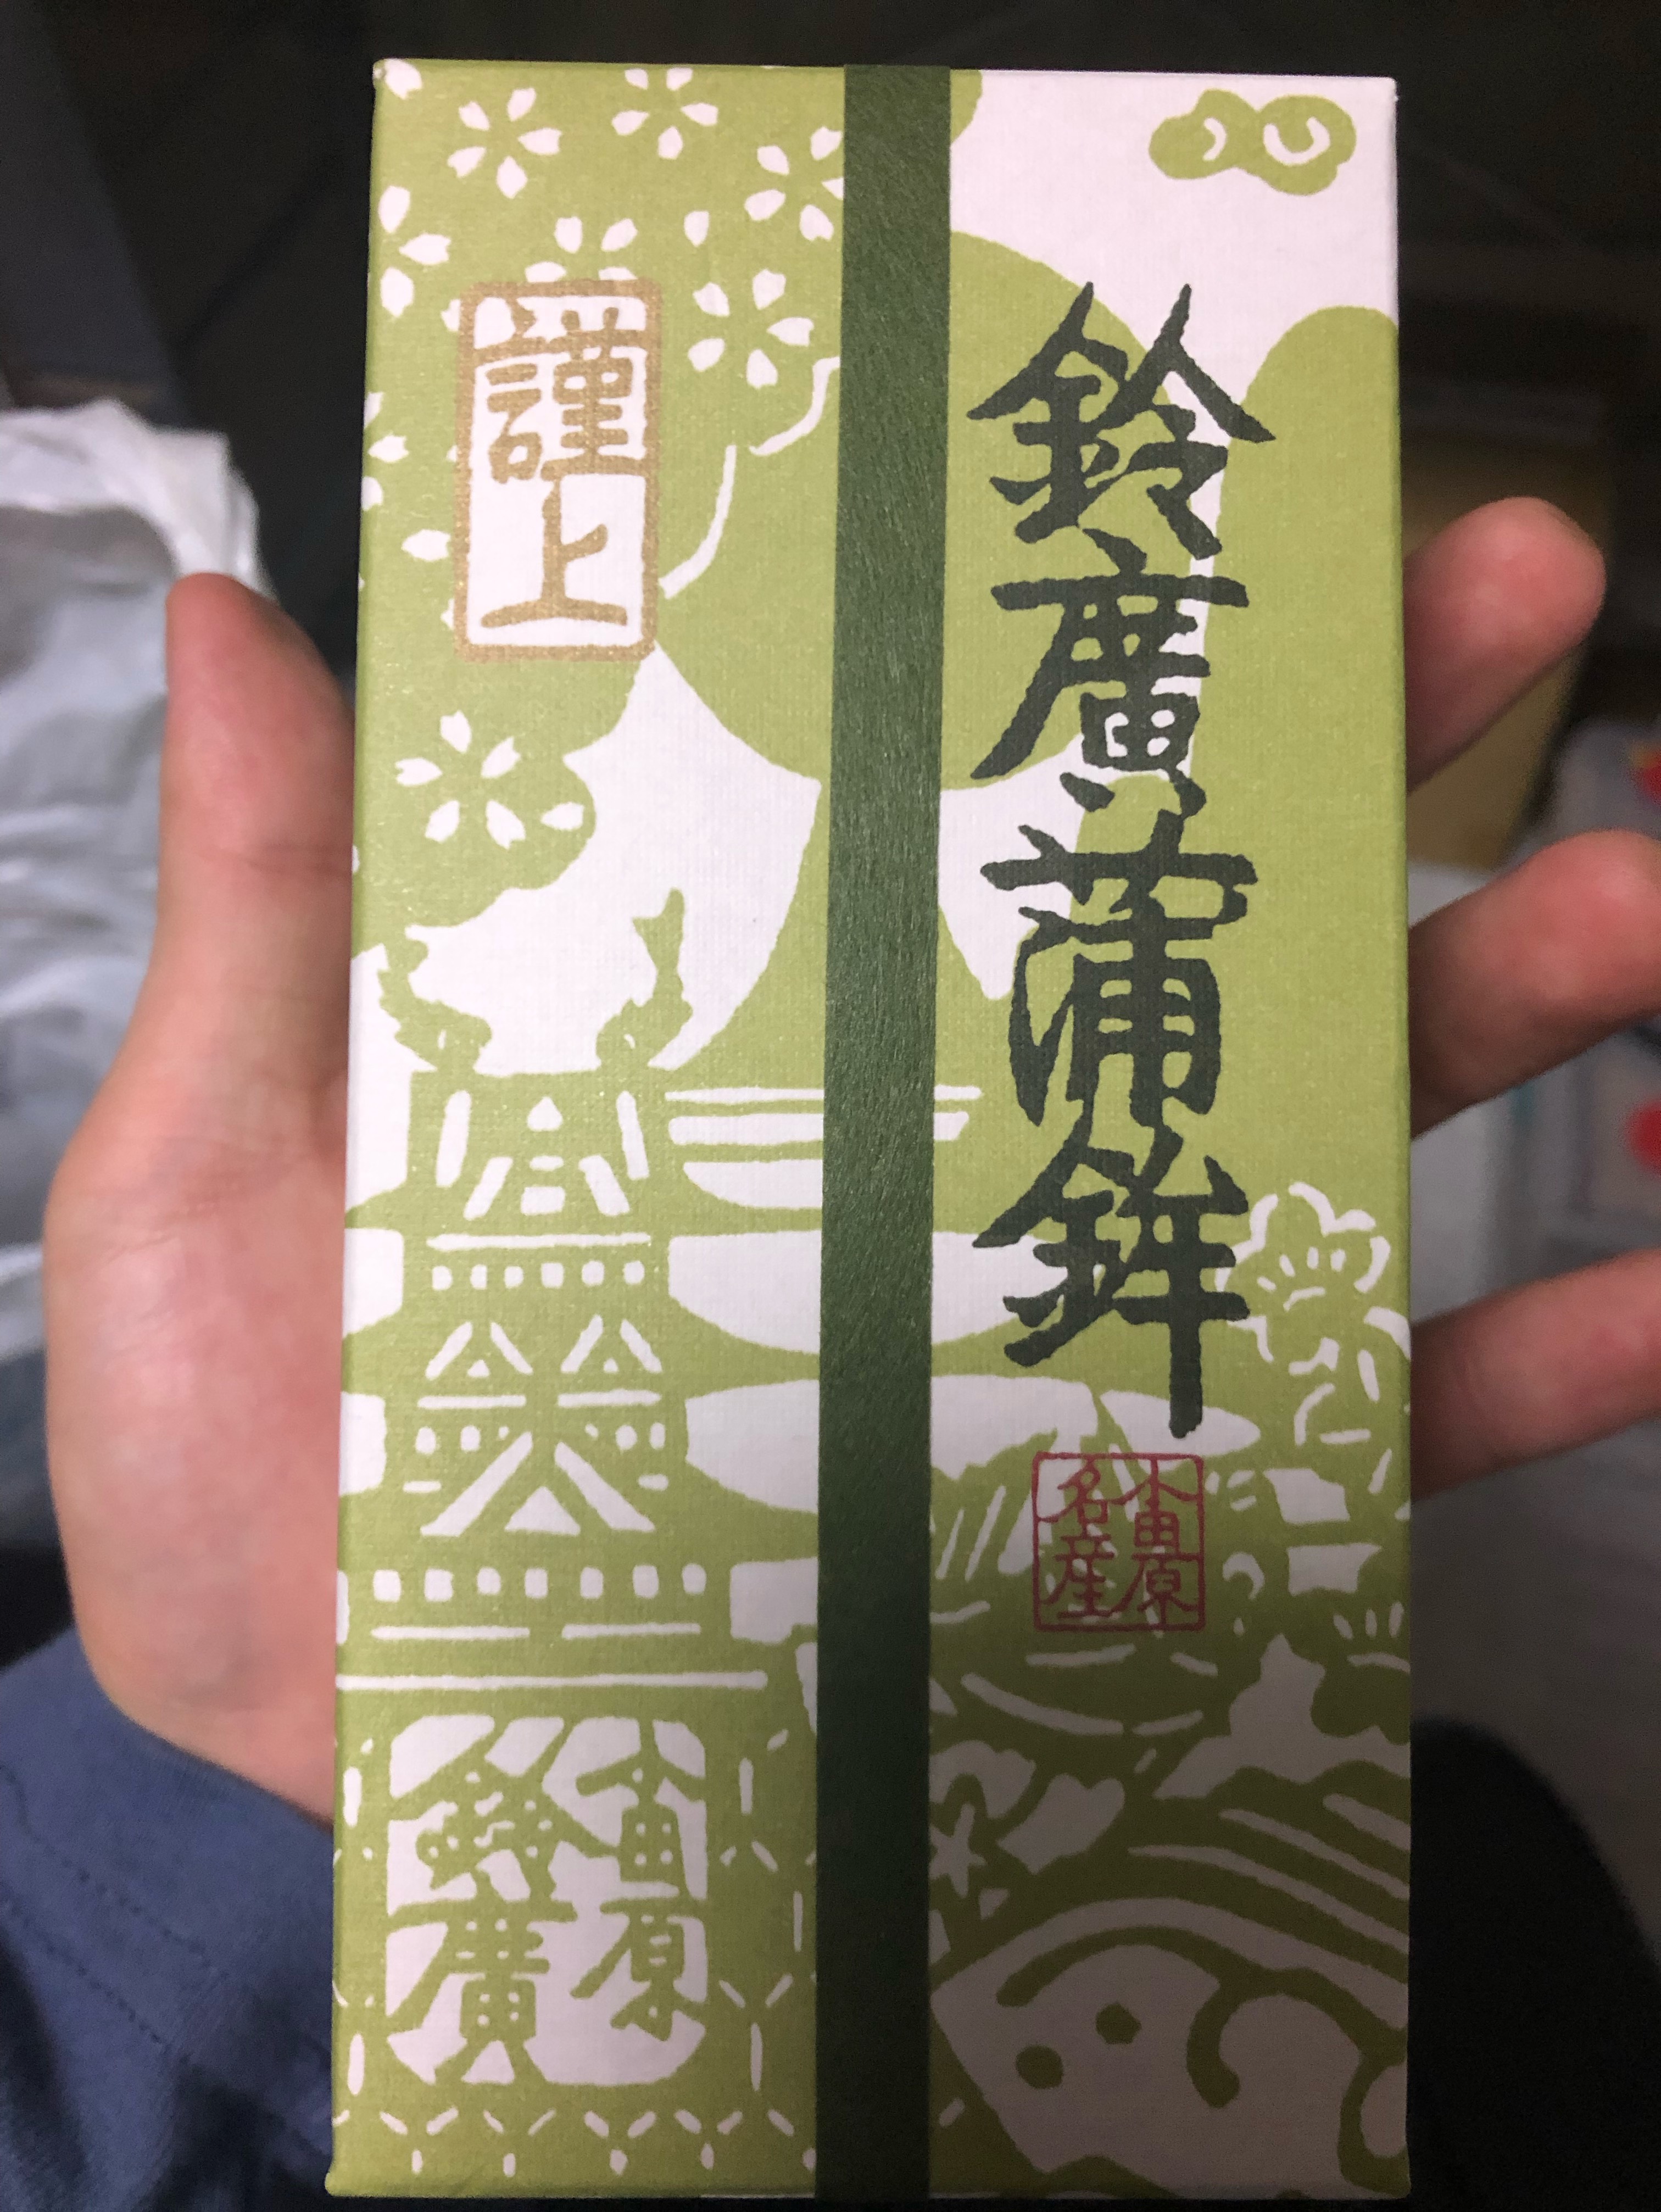 鈴廣蒲鉾
小田原
名産
謹上
小田原
鈴廣